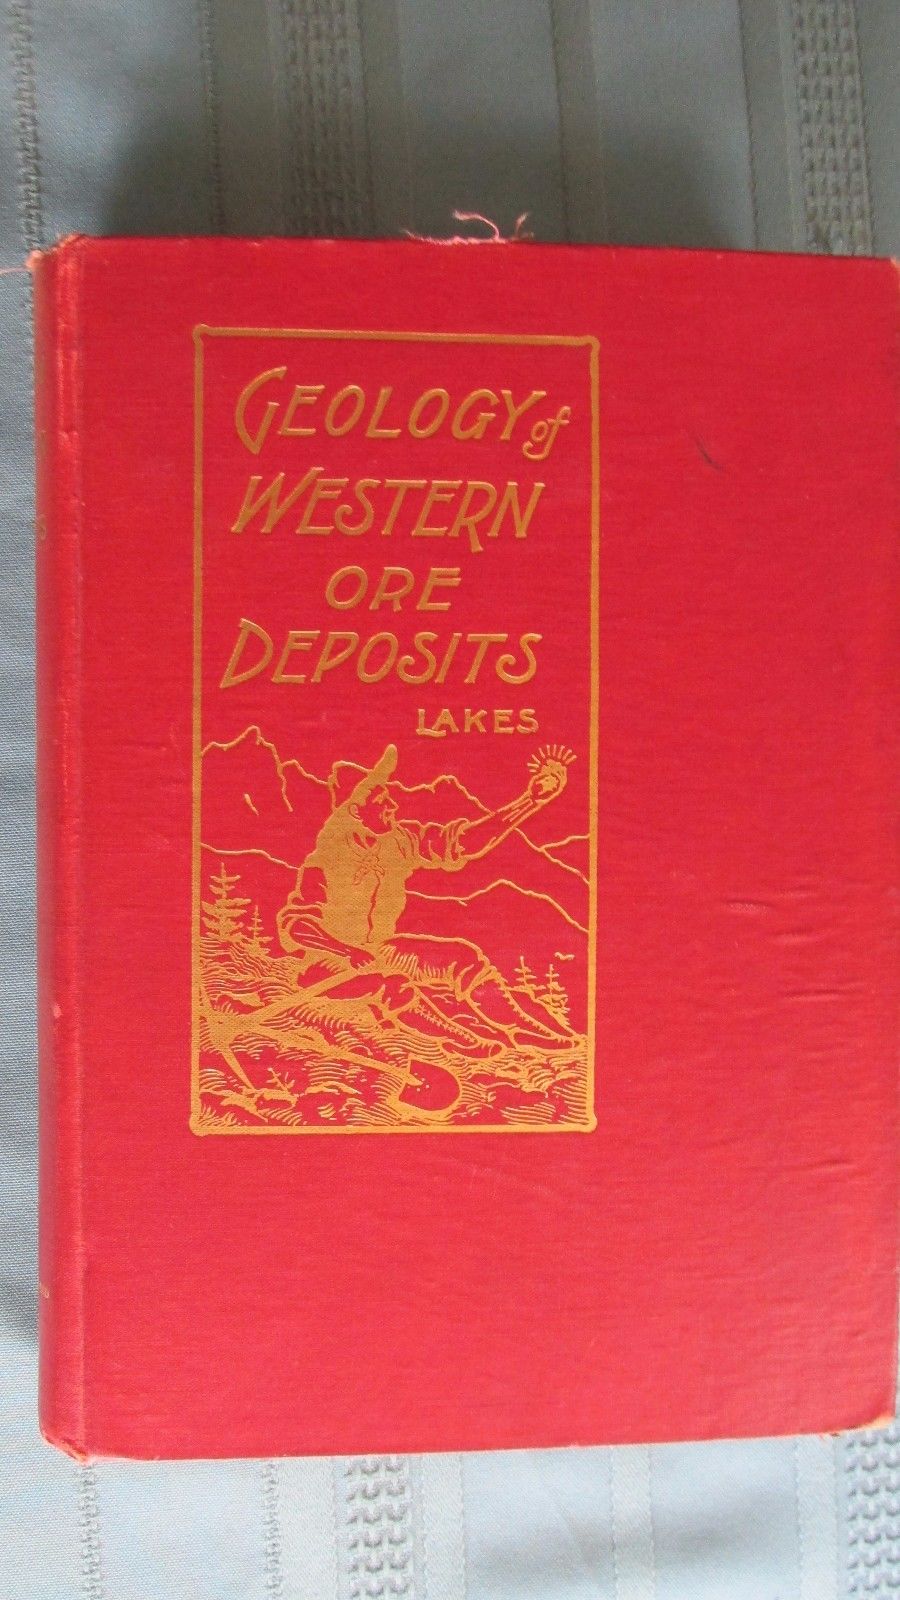 GEOLOGY of
WESTERN
ORE
DEPOSITS
LAKES